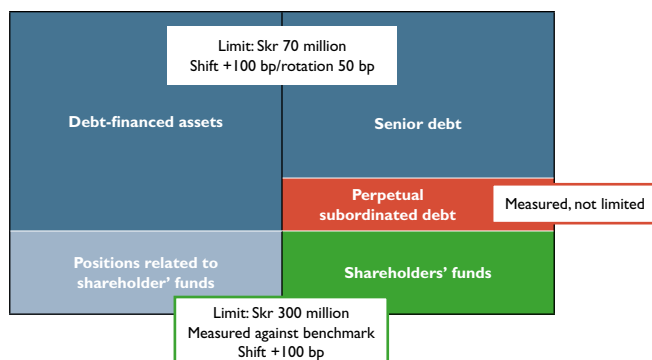 Limit: Skr 70 million
Shift +100 bp/rotation 50 bp
Debt-financed assets
Senior debt
Perpetual
subordinated debt
Measured, not limited
Positions related to
shareholder’ funds
Shareholders’ funds
Limit: Skr 300 million
Measured against benchmark
Shift +100 bp